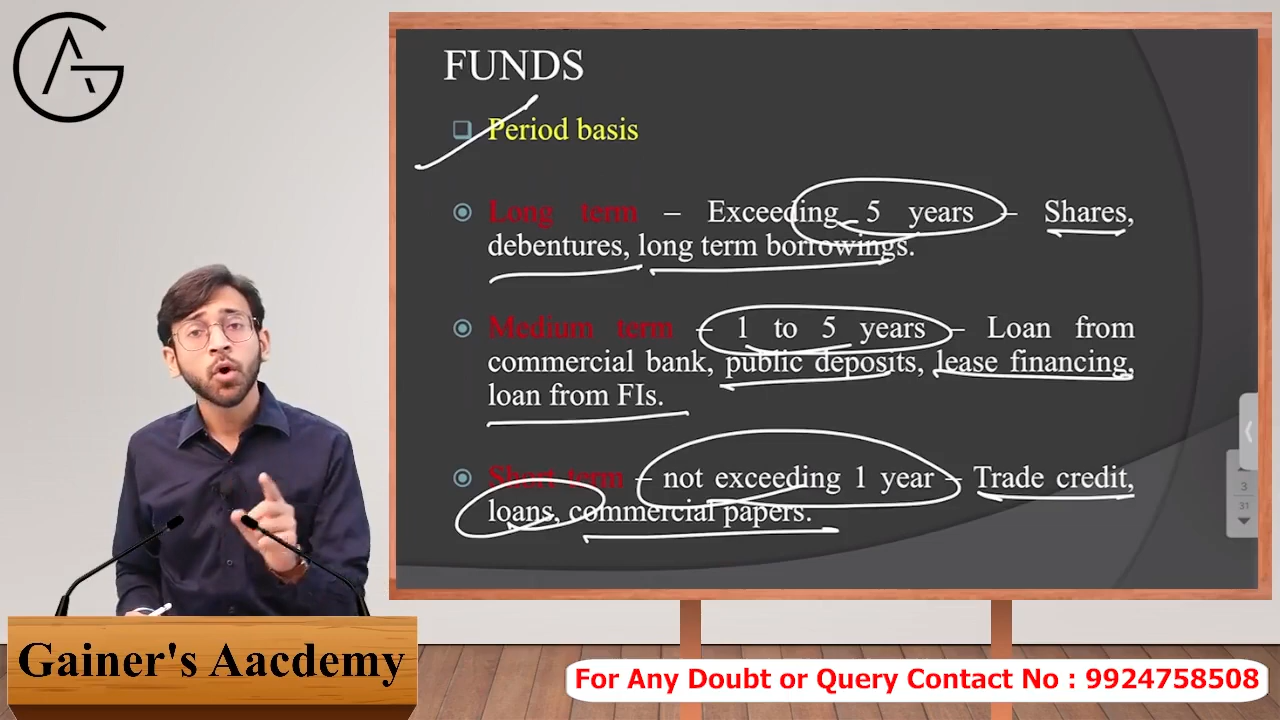 FUNDS
Period basis
Long term – Exceeding 5 years – Shares,
debentures, long term borrowings.
Medium term – 1 to 5 years – Loan from
commercial bank, public deposits, lease financing,
loan from FIs.
Short term – not exceeding 1 year – Trade credit,
loans, commercial papers.
3
31
Gainer's Aacdemy
For Any Doubt or Query Contact No : 9924758508